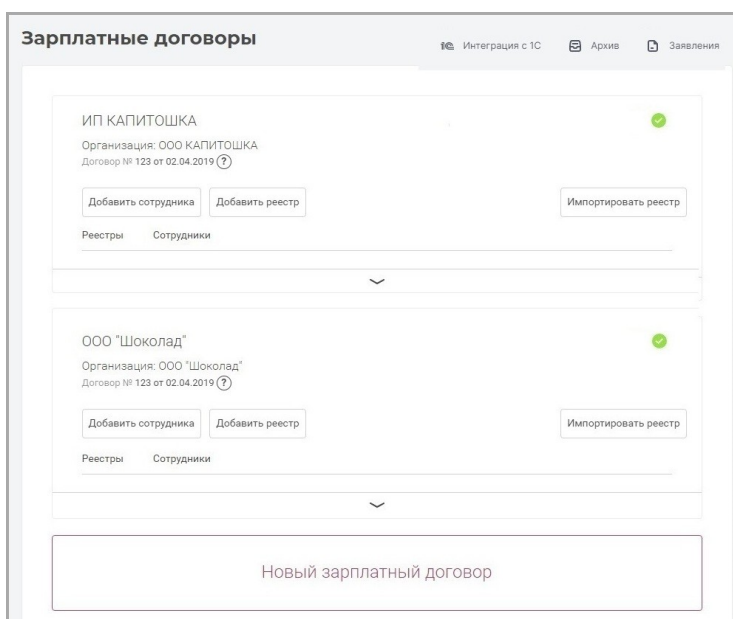 Зарплатные договоры
1С Интеграция с 1С Архив Заявления
ИП КАПИТОШКА
Организация: ООО КАПИТОШКА
Договор № 123 от 02.04.2019 ?
Добавить сотрудника Добавить реестр Импортировать реестр
Реестры Сотрудники
ООО "Шоколад"
Организация: ООО "Шоколад"
Договор № 123 от 02.04.2019 ?
Добавить сотрудника Добавить реестр Импортировать реестр
Реестры Сотрудники
Новый зарплатный договор